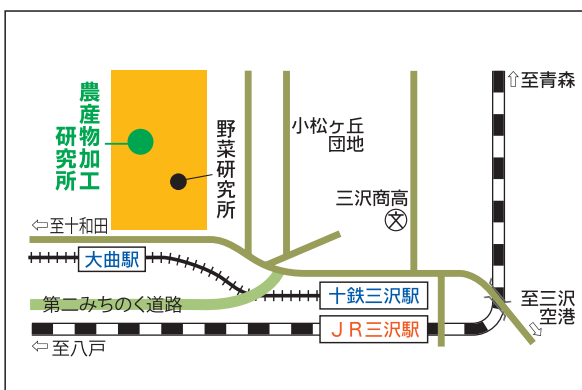 ⇧至青森
農産物加工
研究所
野菜研究所
小松ヶ丘
団地
三沢商高
文
⇦至十和田
大曲駅
十鉄三沢駅
至三沢
空港
第二みちのく道路
JR三沢駅
⇦至八戸